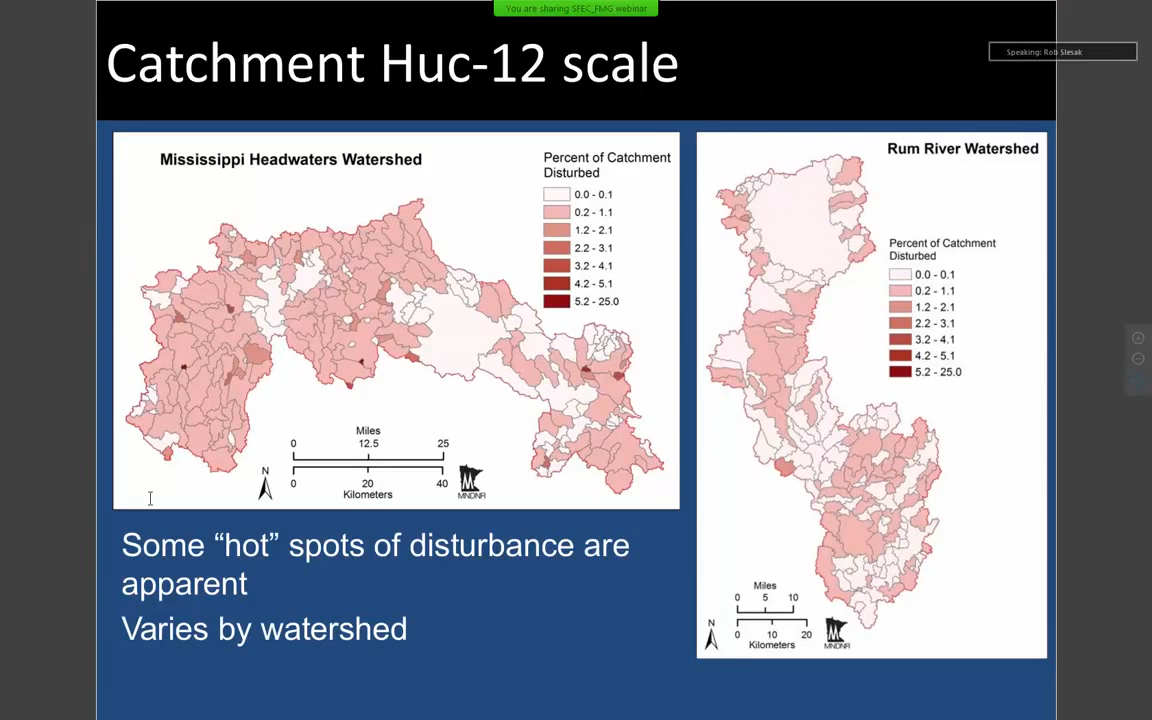 You are sharing SFEC_FMG webinar
Speaking: Rob Slesak
Catchment Huc-12 scale
Mississippi Headwaters Watershed
Percent of Catchment
Disturbed
0.0 - 0.1
0.2 - 1.1
1.2 - 2.1
2.2 - 3.1
3.2 - 4.1
4.2 - 5.1
5.2 - 25.0
Miles
0 12.5 25
0 20 40
Kilometers
N
MNDNR
Rum River Watershed
Percent of Catchment
Disturbed
0.0 - 0.1
0.2 - 1.1
1.2 - 2.1
2.2 - 3.1
3.2 - 4.1
4.2 - 5.1
5.2 - 25.0
Miles
0 5 10
0 10 20
Kilometers
N
MNDNR
Some “hot” spots of disturbance are
apparent
Varies by watershed